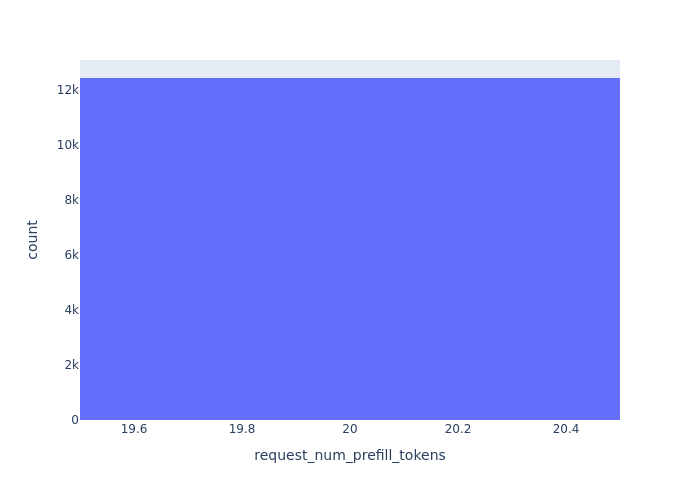 count
12k
10k
8k
6k
4k
2k
0
19.6 19.8 20 20.2 20.4
request_num_prefill_tokens